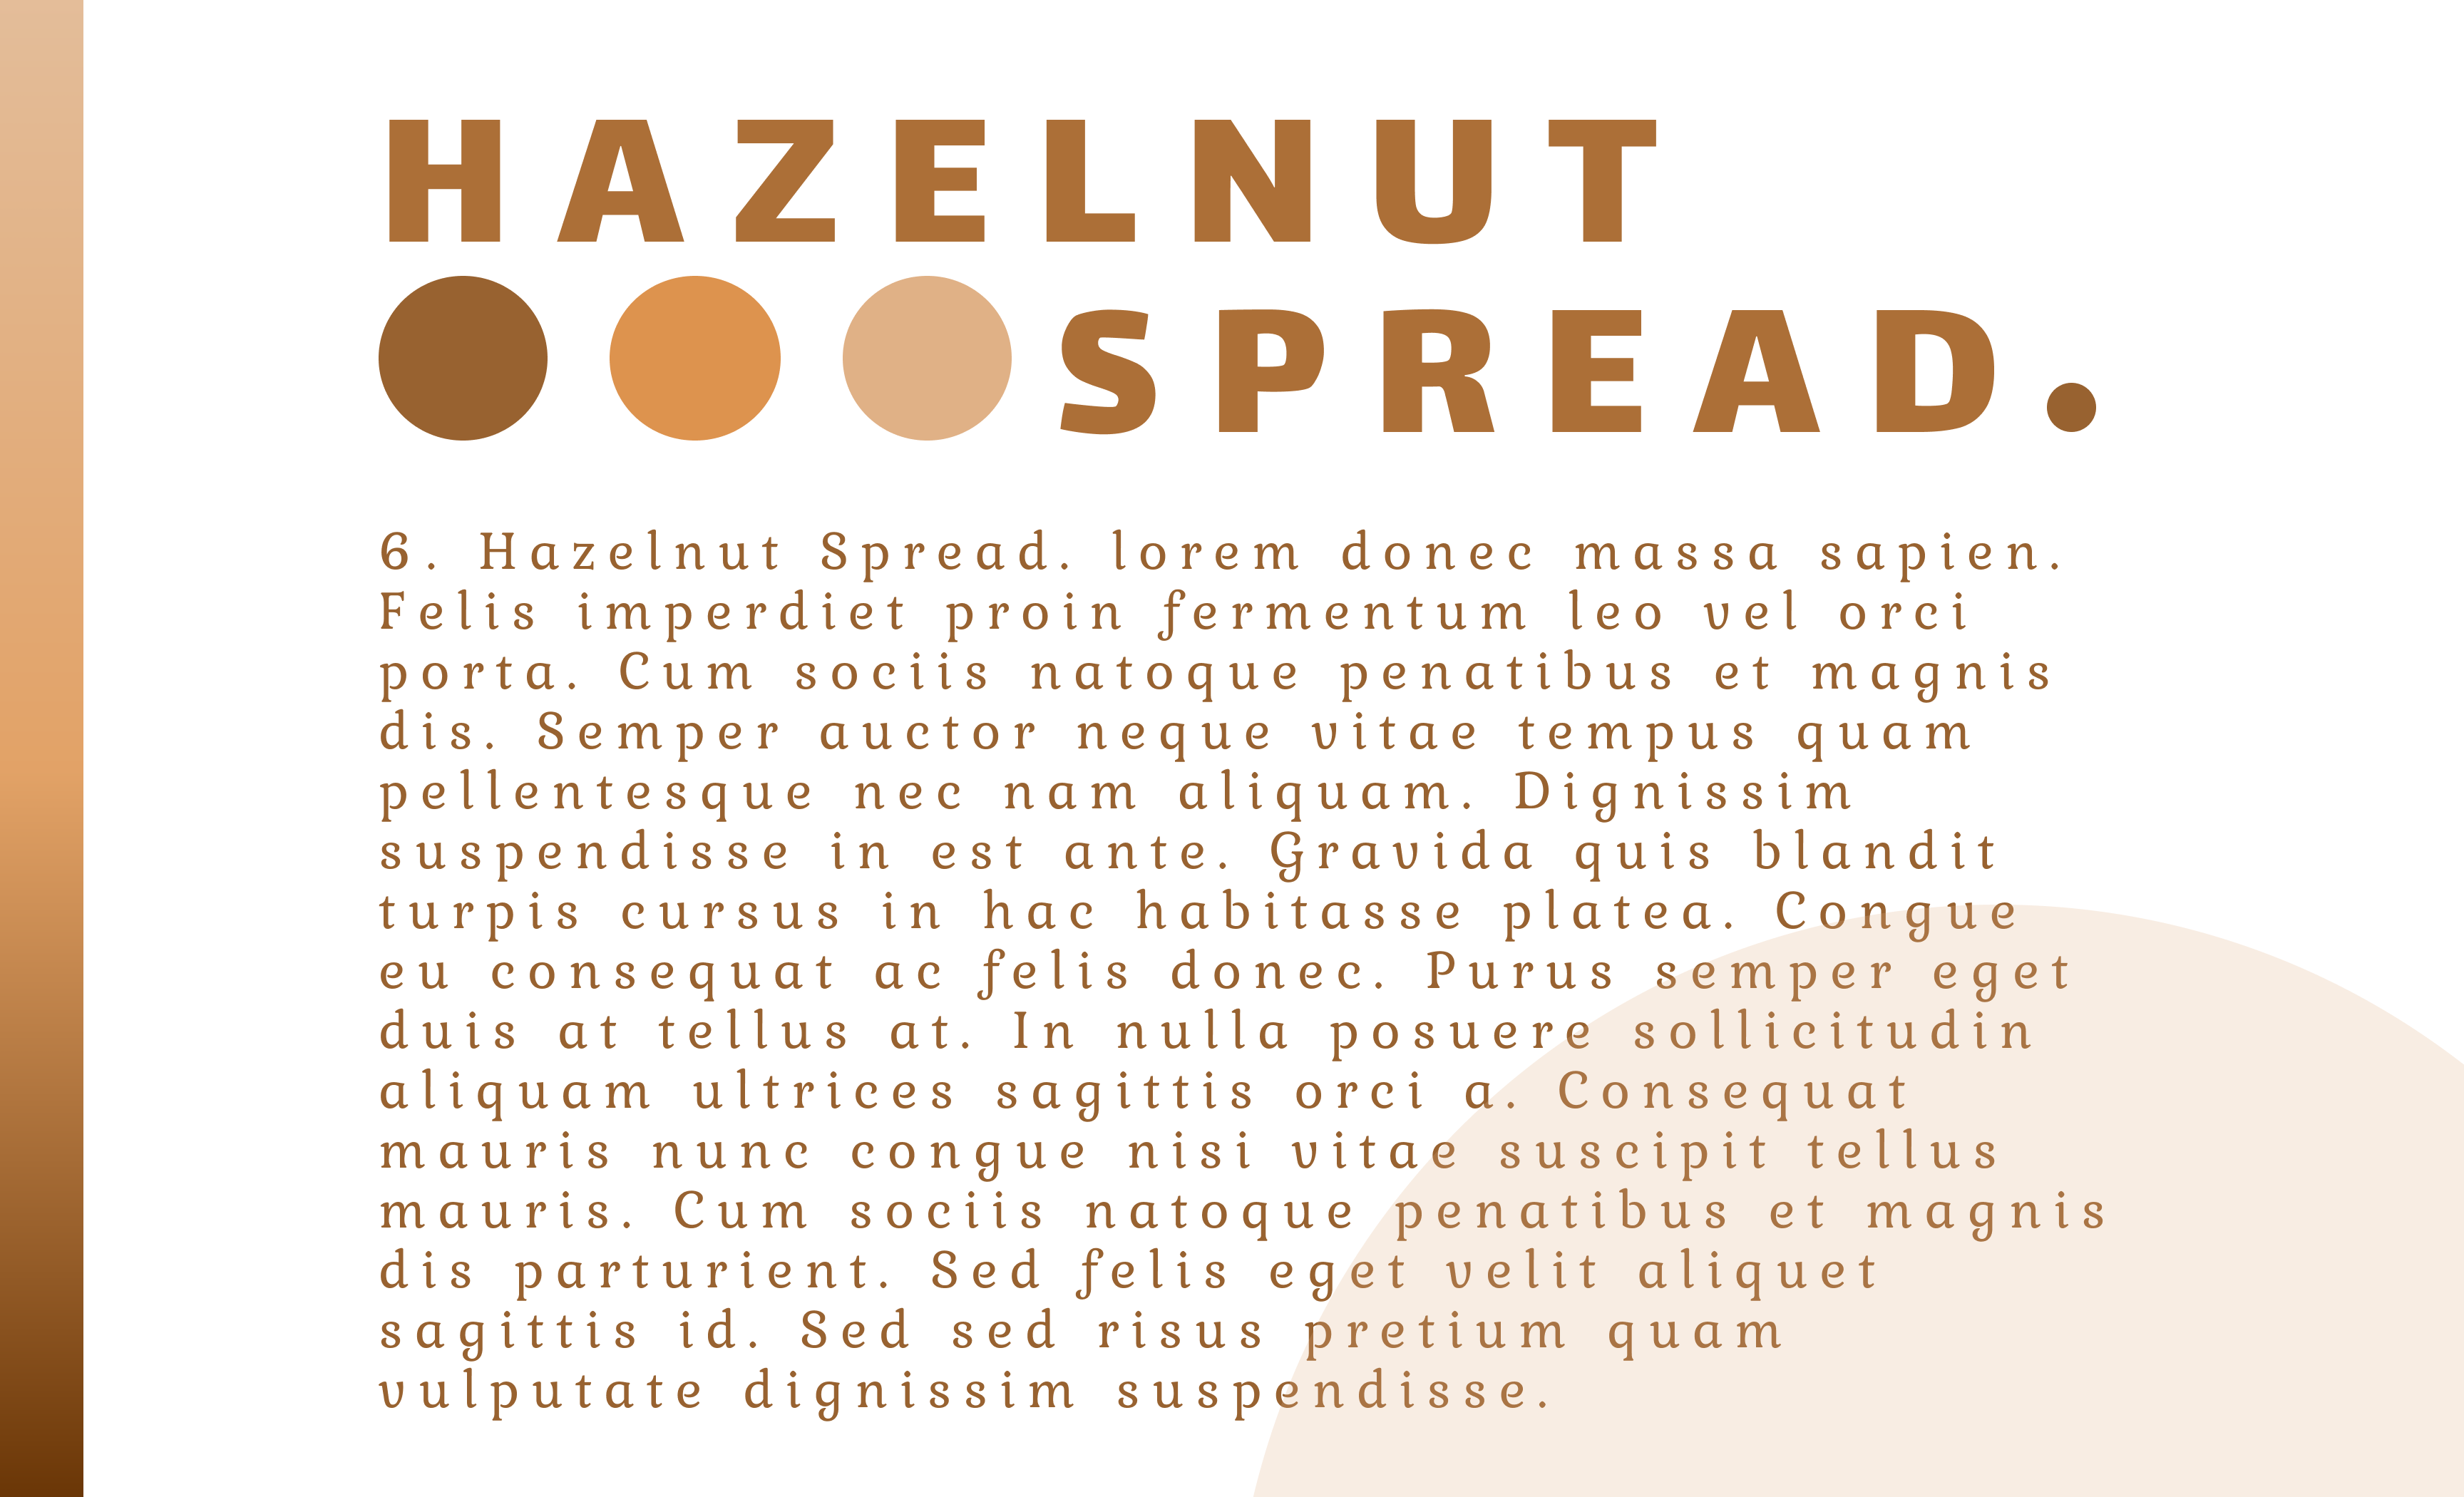 HAZELNUT
SPREAD.
6. Hazelnut Spread. lorem donec massa sapien.
Felis imperdiet proin fermentum leo vel orci
porta. Cum sociis natoque penatibus et magnis
dis. Semper auctor neque vitae tempus quam
pellentesque nec nam aliquam. Dignissim
suspendisse in est ante. Gravida quis blandit
turpis cursus in hac habitasse platea. Congue
eu consequat ac felis donec. Purus semper eget
duis at tellus at. In nulla posuere sollicitudin
aliquam ultrices sagittis orci a. Consequat
mauris nunc congue nisi vitae suscipit tellus
mauris. Cum sociis natoque penatibus et magnis
dis parturient. Sed felis eget velit aliquet
sagittis id. Sed sed risus pretium quam
vulputate dignissim suspendisse.